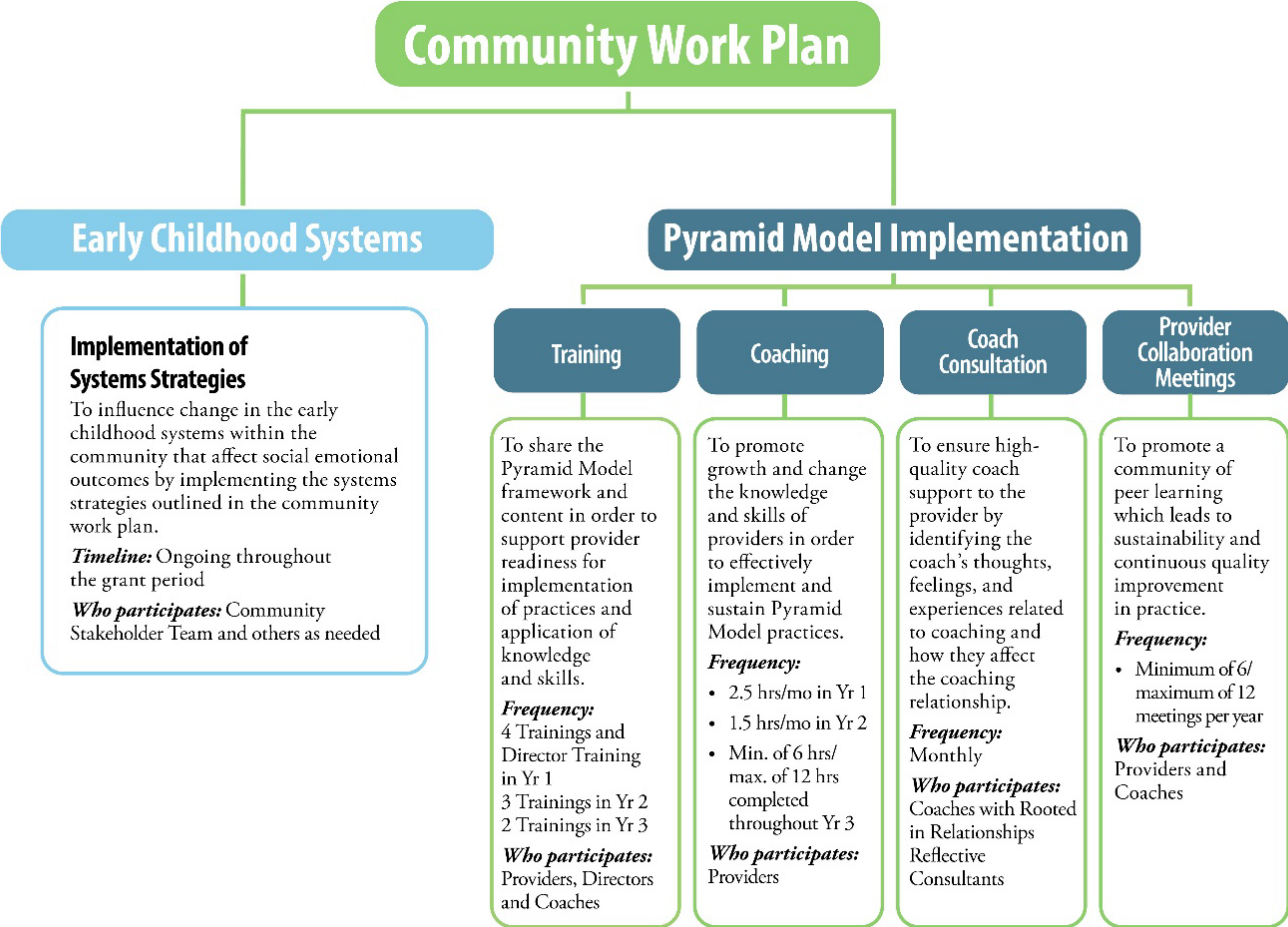 Community Work Plan
Early Childhood Systems
Implementation of
Systems Strategies
To influence change in the early
childhood systems within the
community that affect social emotional
outcomes by implementing the systems
strategies outlined in the community
work plan.
Timeline: Ongoing throughout
the grant period
Who participates: Community
Stakeholder Team and others as needed
Pyramid Model Implementation
Training
To share the
Pyramid Model
framework and
content in order to
support provider
readiness for
implementation
of practices and
application of
knowledge
and skills.
Frequency:
4 Trainings and
Director Training
in Yr 1
3 Trainings in Yr 2
2 Trainings in Yr 3
Who participates:
Providers, Directors
and Coaches
Coaching
To promote
growth and change
the knowledge
and skills of
providers in order
to effectively
implement and
sustain Pyramid
Model practices.
Frequency:
• 2.5 hrs/mo in Yr 1
• 1.5 hrs/mo in Yr 2
• Min. of 6 hrs/
max. of 12 hrs
completed
throughout Yr 3
Who participates:
Providers
Coach
Consultation
To ensure high-
quality coach
support to the
provider by
identifying the
coach's thoughts,
feelings, and
experiences related
to coaching and
how they affect
the coaching
relationship.
Frequency:
Monthly
Who participates:
Coaches with Rooted
in Relationships
Reflective
Consultants
Provider
Collaboration
Meetings
To promote a
community of
peer learning
which leads to
sustainability and
continuous quality
improvement
in practice.
Frequency:
• Minimum of 6/
maximum of 12
meetings per year
Who participates:
Providers and
Coaches